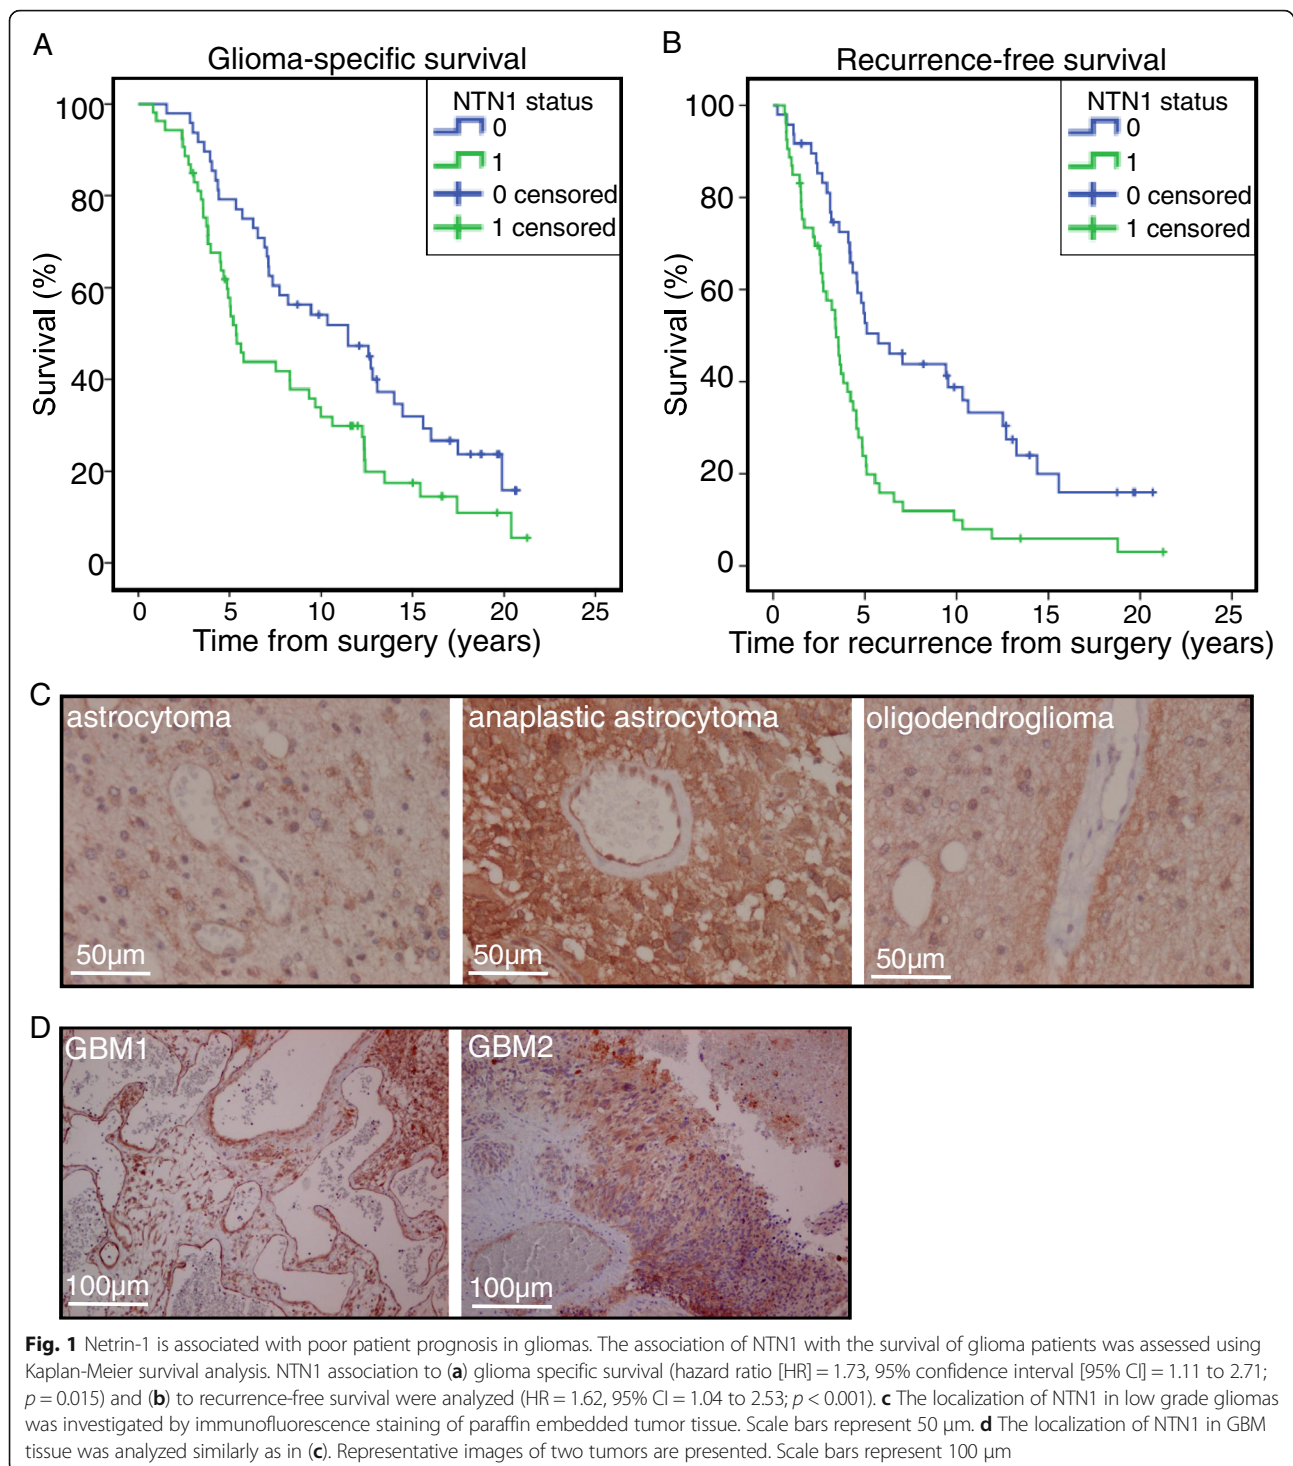 A
Glioma-specific survival
NTN1 status
0
1
0 censored
1 censored
100
80
60
40
20
0
Survival (%)
0 5 10 15 20 25
Time from surgery (years)
B
Recurrence-free survival
NTN1 status
0
1
0 censored
1 censored
100
80
60
40
20
0
Survival (%)
0 5 10 15 20 25
Time for recurrence from surgery (years)
C
astrocytoma
50µm
anaplastic astrocytoma
50µm
oligodendroglioma
50µm
D
GBM1
100µm
GBM2
100µm
Fig. 1 Netrin-1 is associated with poor patient prognosis in gliomas. The association of NTN1 with the survival of glioma patients was assessed using
Kaplan-Meier survival analysis. NTN1 association to (a) glioma specific survival (hazard ratio [HR] = 1.73, 95% confidence interval [95% CI] = 1.11 to 2.71;
p = 0.015) and (b) to recurrence-free survival were analyzed (HR = 1.62, 95% CI = 1.04 to 2.53; p < 0.001). c The localization of NTN1 in low grade gliomas
was investigated by immunofluorescence staining of paraffin embedded tumor tissue. Scale bars represent 50 µm. d The localization of NTN1 in GBM
tissue was analyzed similarly as in (c). Representative images of two tumors are presented. Scale bars represent 100 µm